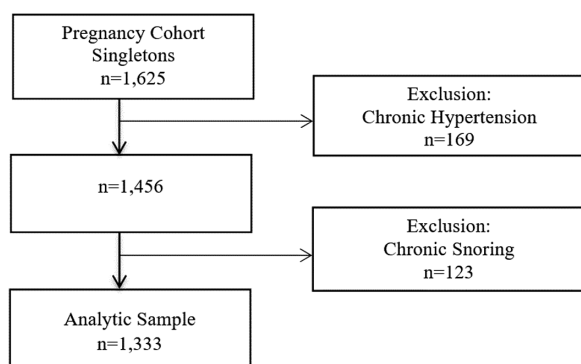 Pregnancy Cohort
Singletons
n=1,625
Exclusion:
Chronic Hypertension
n=169
n=1,456
Exclusion:
Chronic Snoring
n=123
Analytic Sample
n=1,333